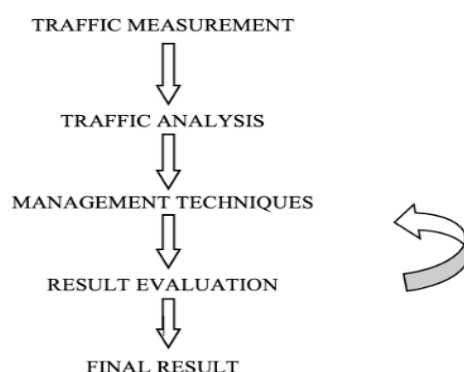 TRAFFIC MEASUREMENT
TRAFFIC ANALYSIS
MANAGEMENT TECHNIQUES
RESULT EVALUATION
FINAL RESULT